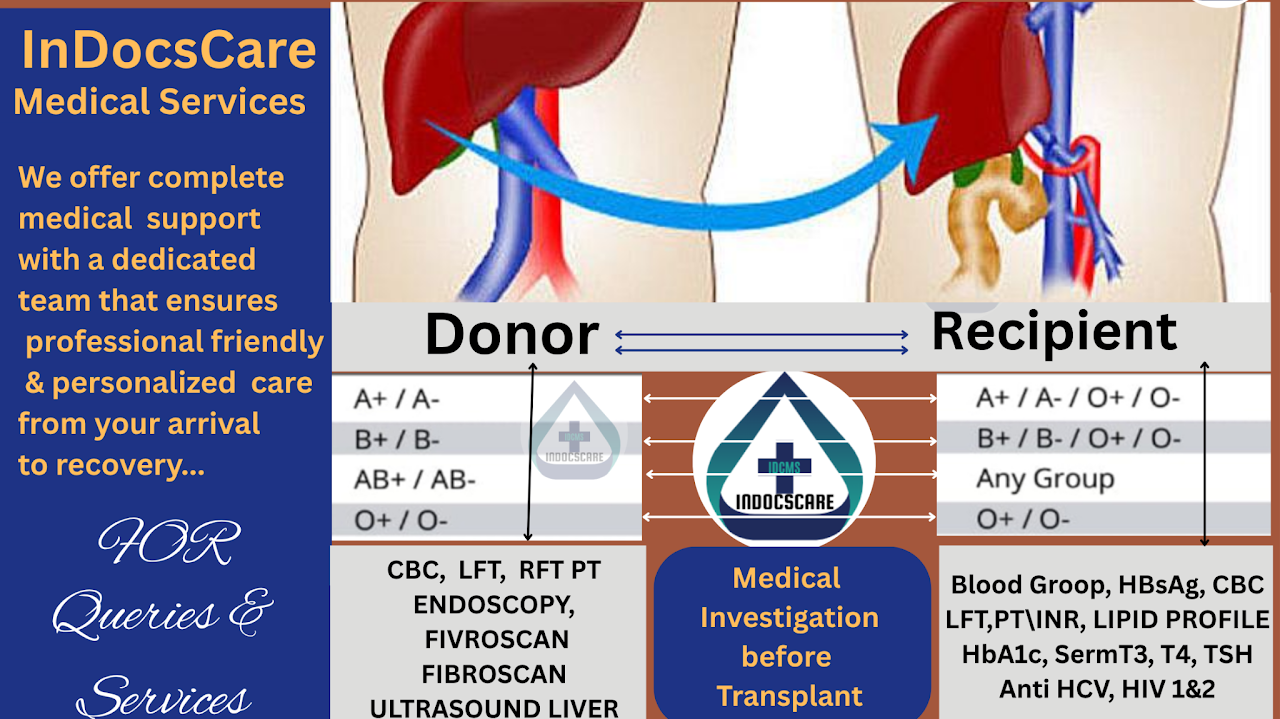 InDocsCare
Medical Services
We offer complete
medical support
with a dedicated
team that ensures
professional friendly
& personalized care
from your arrival
to recovery...
FOR
Queries &
Services
Donor
Recipient
A+ / A-
B+ / B-
AB+ / AB-
O+ / O-
IDCMS
INDOCSCARE
IDCMS
INDOCSCARE
A+ / A- / O+ / O-
B+ / B- / O+ / O-
Any Group
O+ / O-
CBC, LFT, RFT PT
ENDOSCOPY,
FIVROSCAN
FIBROSCAN
ULTRASOUND LIVER
Medical
Investigation
before
Transplant
Blood Groop, HBsAg, CBC
LFT,PT\INR, LIPID PROFILE
HbA1c, SermT3, T4, TSH
Anti HCV, HIV 1&2